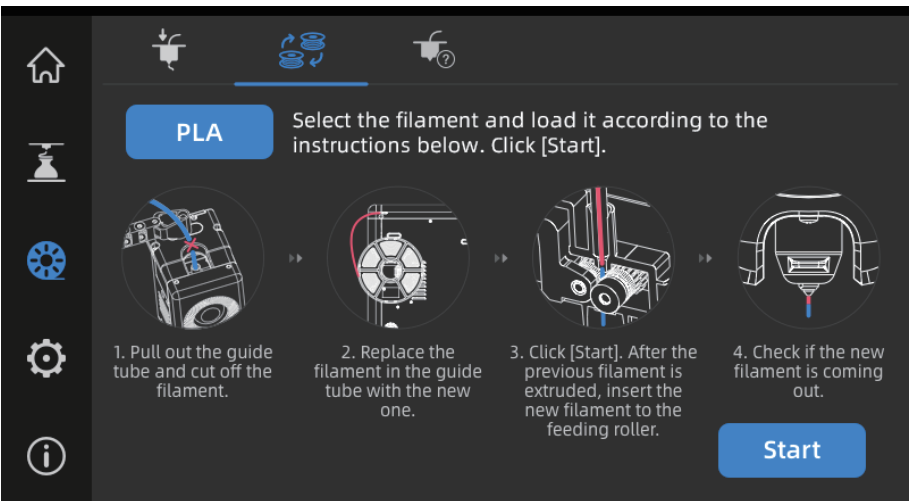 PLA
Select the filament and load it according to the
instructions below. Click [Start].
1. Pull out the guide
tube and cut off the
filament.
2. Replace the
filament in the guide
tube with the new
one.
3. Click [Start]. After the
previous filament is
extruded, insert the
new filament to the
feeding roller.
4. Check if the new
filament is coming
out.
Start